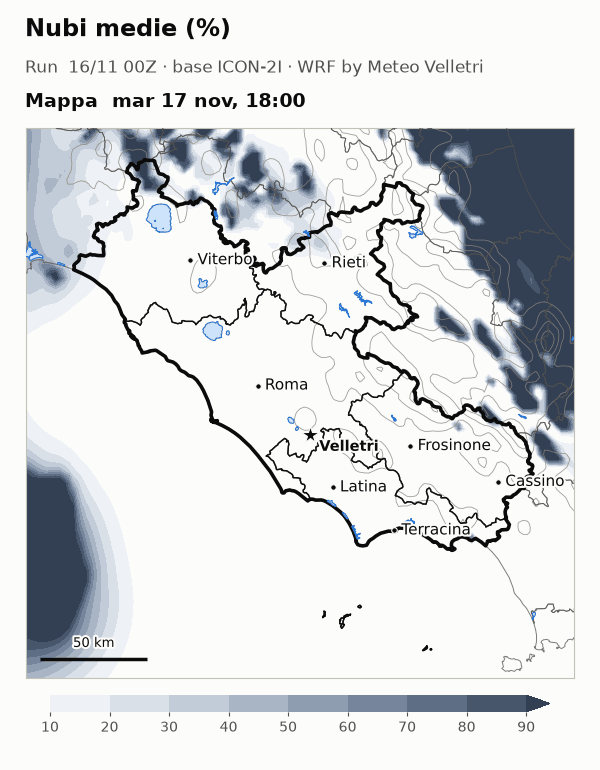 Nubi medie (%)
Run 16/11 00Z · base ICON-2I · WRF by Meteo Velletri
Mappa mar 17 nov, 18:00
Viterbo
Rieti
Roma
Velletri
Frosinone
Latina
Cassino
Terracina
50 km
10 20 30 40 50 60 70 80 90